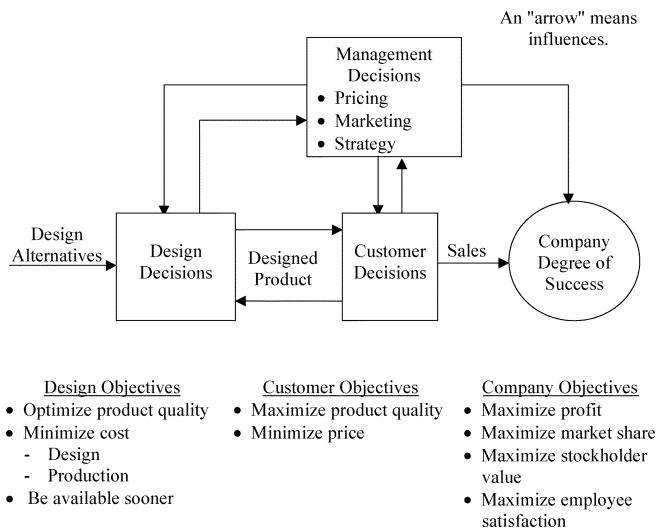 An "arrow" means
influences.
Management
Decisions
• Pricing
• Marketing
• Strategy
Design
Alternatives
Design
Decisions
Designed
Product
Customer
Decisions
Sales
Company
Degree of
Success
Design Objectives
• Optimize product quality
• Minimize cost
- Design
- Production
• Be available sooner
Customer Objectives
• Maximize product quality
• Minimize price
Company Objectives
• Maximize profit
• Maximize market share
• Maximize stockholder
value
• Maximize employee
satisfaction